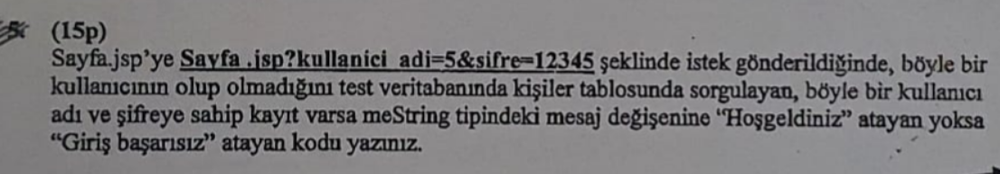 5. (15p)
Sayfa.jsp'ye Sayfa .jsp?kullanici_adi=5&sifre=12345 şeklinde istek gönderildiğinde, böyle bir
kullanıcının olup olmadığını test veritabanında kişiler tablosunda sorgulayan, böyle bir kullanıcı
adı ve şifreye sahip kayıt varsa meString tipindeki mesaj değişenine "Hoşgeldiniz" atayan yoksa
"Giriş başarısız" atayan kodu yazınız.